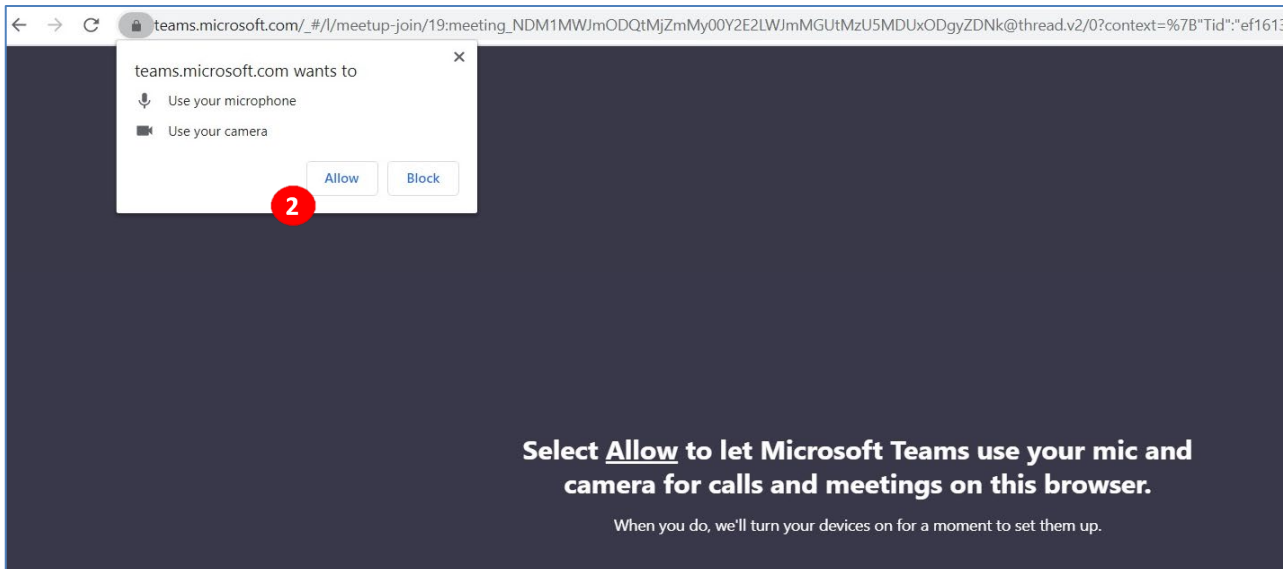 teams.microsoft.com/_#/l/meetup-join/19:meeting_NDM1MWJmODQtMjZmMy00Y2E2LWJmMGUtMzU5MDUxODgyZDNk@thread.v2/0?context=%7B"Tid":"ef1613
teams.microsoft.com wants to
Use your microphone
Use your camera
Allow Block
2
Select Allow to let Microsoft Teams use your mic and
camera for calls and meetings on this browser.
When you do, we'll turn your devices on for a moment to set them up.